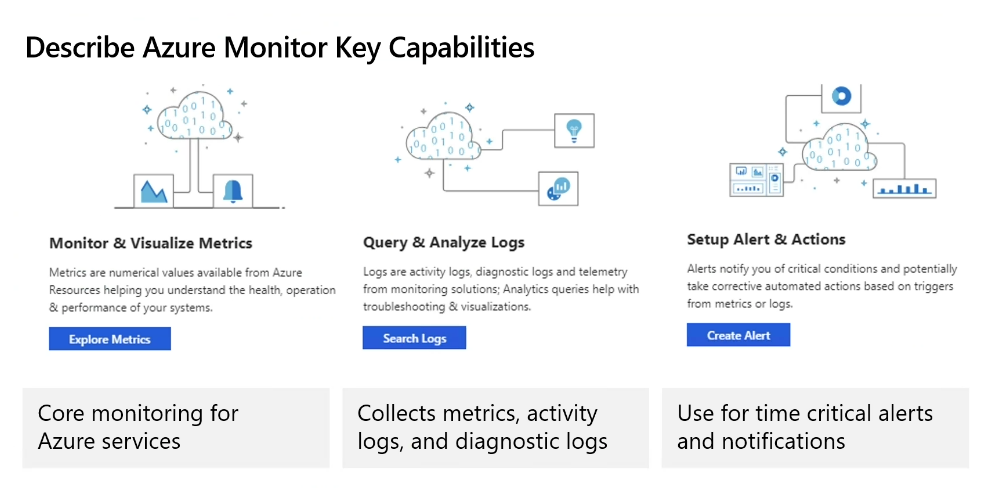 Describe Azure Monitor Key Capabilities
Monitor & Visualize Metrics
Metrics are numerical values available from Azure
Resources helping you understand the health, operation
& performance of your systems.
Explore Metrics
Query & Analyze Logs
Logs are activity logs, diagnostic logs and telemetry
from monitoring solutions; Analytics queries help with
troubleshooting & visualizations.
Search Logs
Setup Alert & Actions
Alerts notify you of critical conditions and potentially
take corrective automated actions based on triggers
from metrics or logs.
Create Alert
Core monitoring for
Azure services
Collects metrics, activity
logs, and diagnostic logs
Use for time critical alerts
and notifications